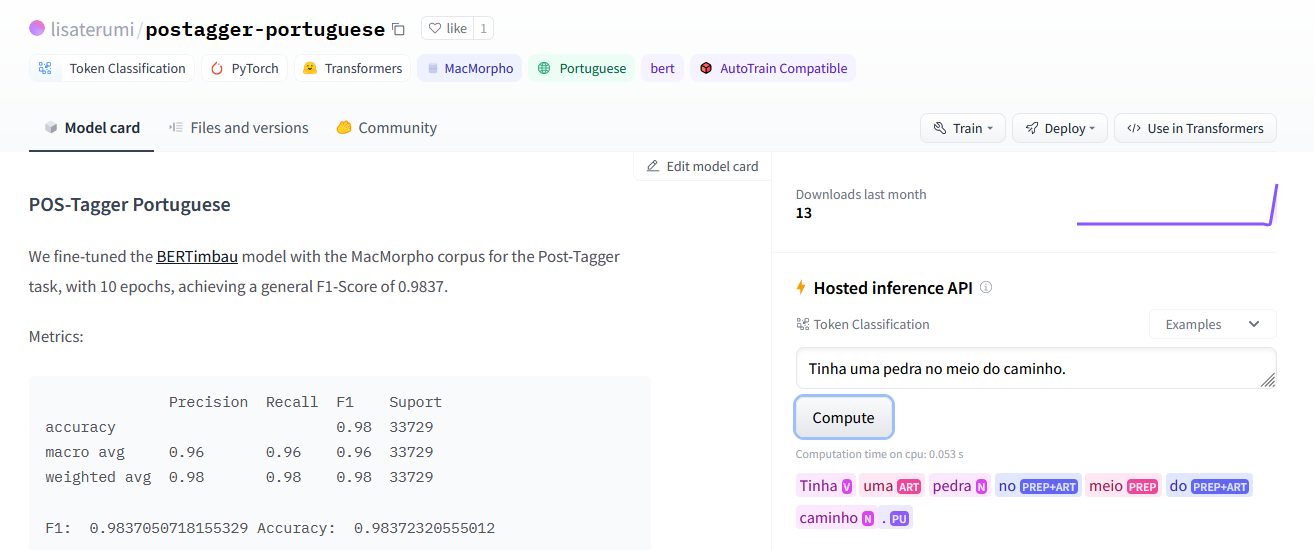 lisaterumi/postagger-portuguese like 1
Token Classification PyTorch Transformers MacMorpho Portuguese bert AutoTrain Compatible
Model card Files and versions Community Train Deploy Use in Transformers
Edit model card
POS-Tagger Portuguese
We fine-tuned the BERTimbau model with the MacMorpho corpus for the Post-Tagger
task, with 10 epochs, achieving a general F1-Score of 0.9837.
Metrics:
Precision Recall F1 Suport
accuracy 0.98 33729
macro avg 0.96 0.96 0.96 33729
weighted avg 0.98 0.98 0.98 33729
F1: 0.9837050718155329 Accuracy: 0.98372320555012
Downloads last month
13
Hosted inference API
Token Classification Examples
Tinha uma pedra no meio do caminho.
Compute
Computation time on cpu: 0.053 s
Tinha V uma ART pedra N no PREP+ART meio PREP do PREP+ART
caminho N . PU